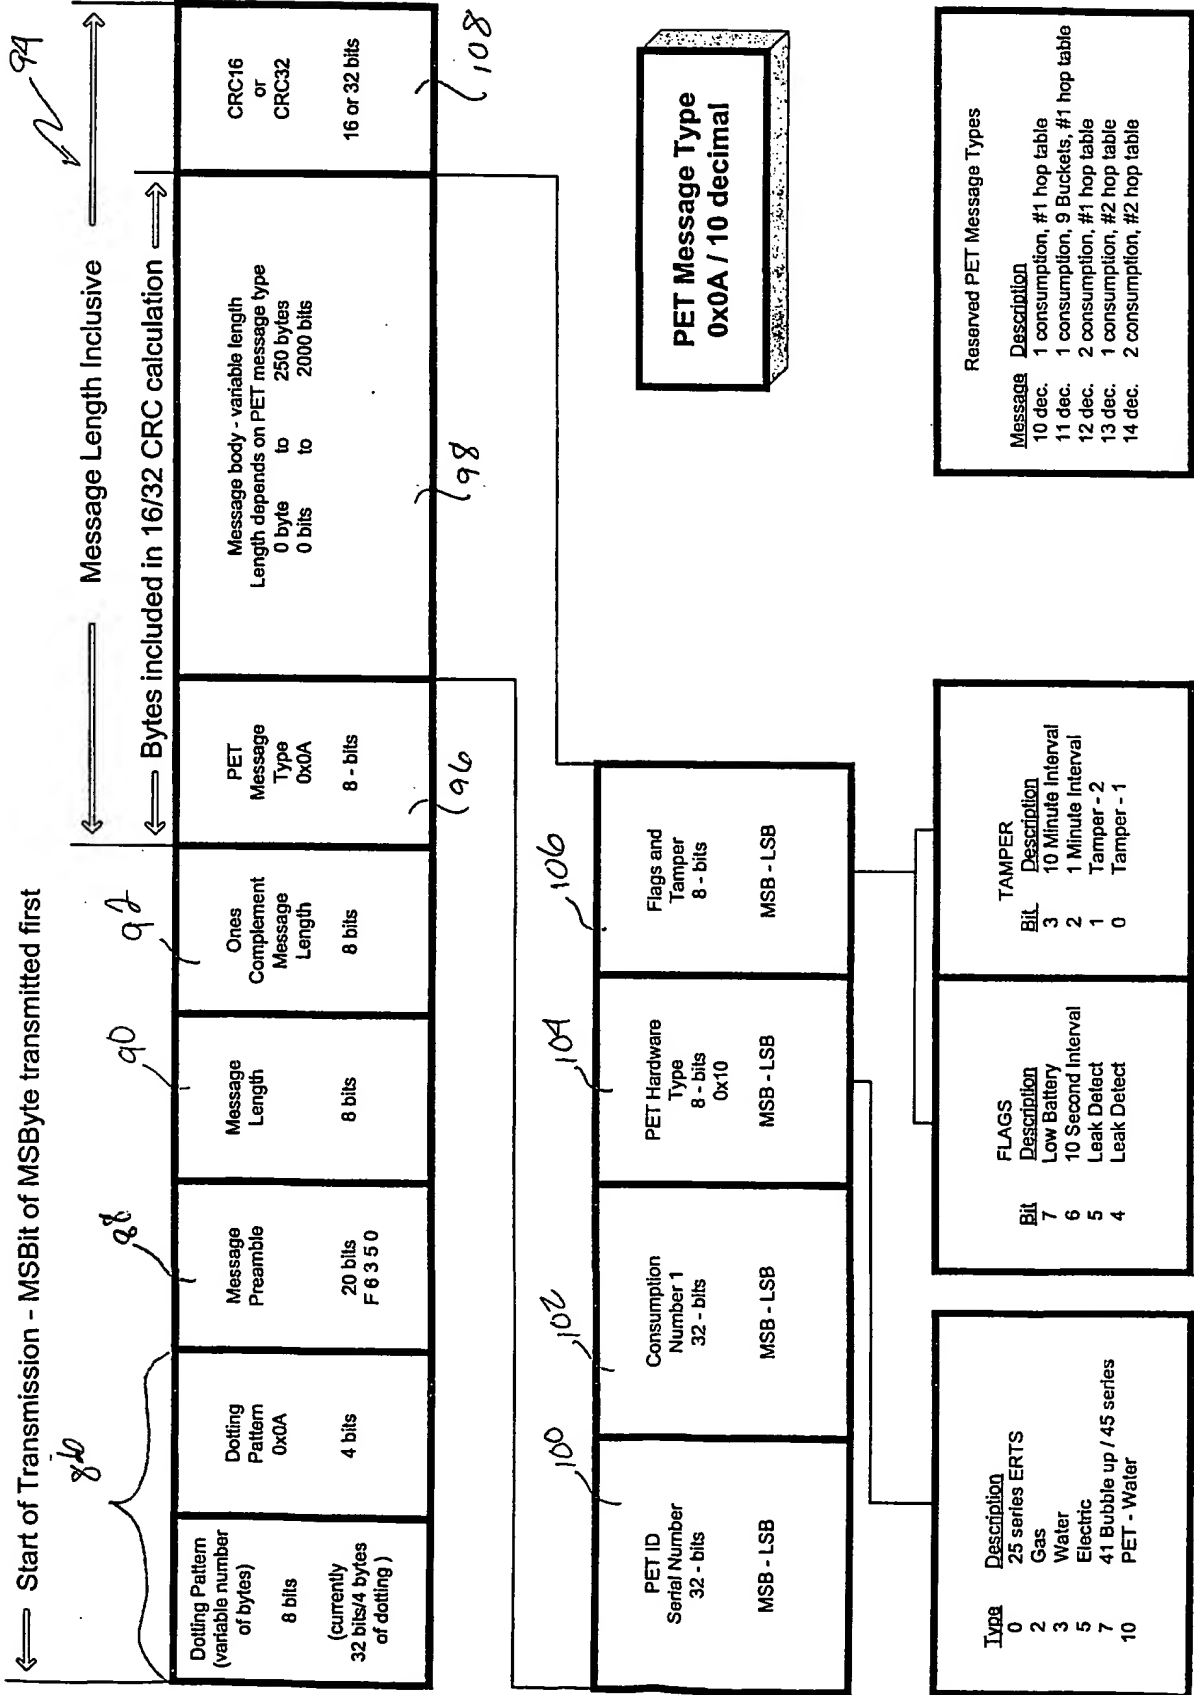 Start of Transmission - MSBit of MSByte transmitted first
94
Message Length Inclusive
Bytes included in 16/32 CRC calculation
86
88
90
92
Dotting Pattern
(variable number
of bytes)
8 bits
(currently
32 bits/4 bytes
of dotting )
Dotting
Pattern
0x0A
4 bits
Message
Preamble
20 bits
F 6 3 5 0
Message
Length
8 bits
Ones
Complement
Message
Length
8 bits
PET
Message
Type
0x0A
8 - bits
Message body - variable length
Length depends on PET message type
0 byte to 250 bytes
0 bits to 2000 bits
CRC16
or
CRC32
16 or 32 bits
96
98
108
100
102
104
106
PET ID
Serial Number
32 - bits
MSB - LSB
Consumption
Number 1
32 - bits
MSB - LSB
PET Hardware
Type
8 - bits
0x10
MSB - LSB
Flags and
Tamper
8 - bits
MSB - LSB
PET Message Type
0x0A / 10 decimal
Type Description
0 25 series ERTS
2 Gas
3 Water
5 Electric
7 41 Bubble up / 45 series
10 PET - Water
FLAGS
Bit Description
7 Low Battery
6 10 Second Interval
5 Leak Detect
4 Leak Detect
TAMPER
Bit Description
3 10 Minute Interval
2 1 Minute Interval
1 Tamper - 2
0 Tamper - 1
Reserved PET Message Types
Message Description
10 dec. 1 consumption, #1 hop table
11 dec. 1 consumption, 9 Buckets, #1 hop table
12 dec. 2 consumption, #1 hop table
13 dec. 1 consumption, #2 hop table
14 dec. 2 consumption, #2 hop table